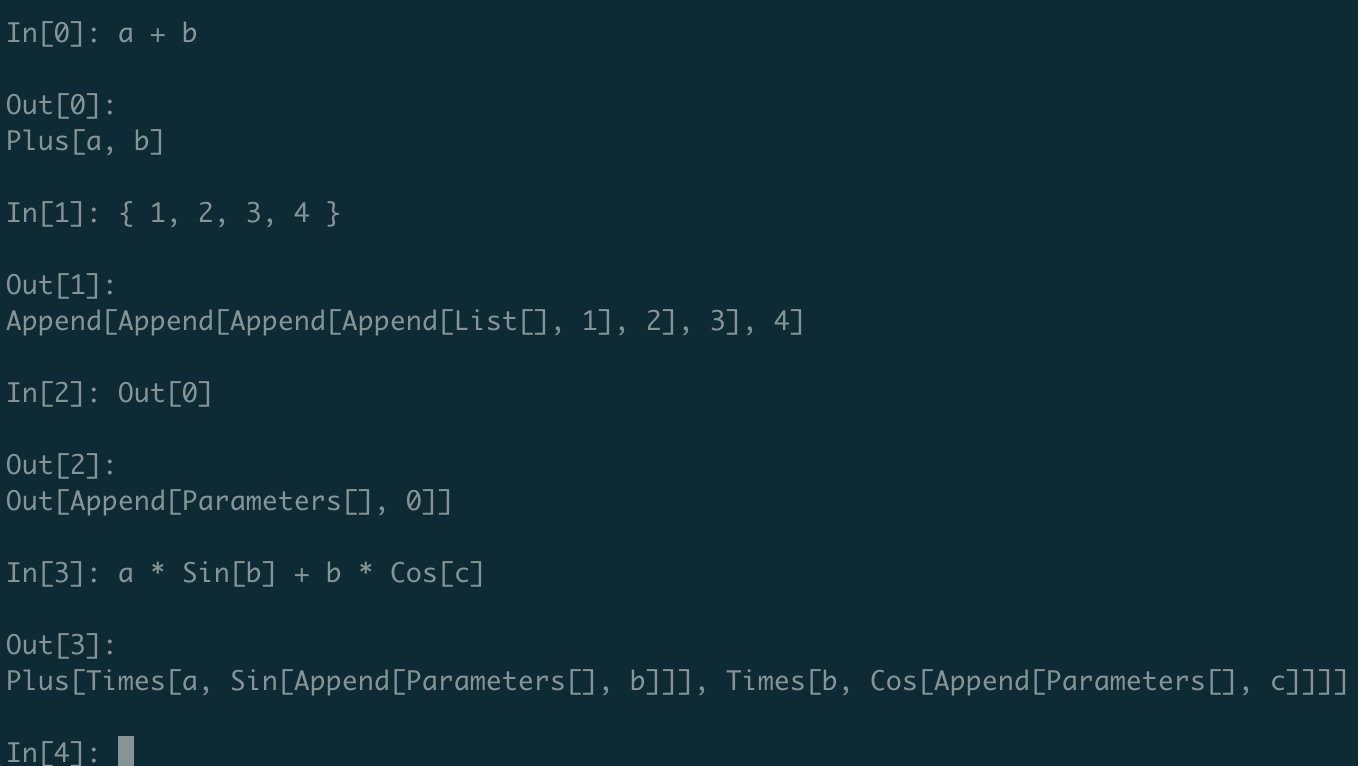 In[0]: a + b
Out[0]:
Plus[a, b]
In[1]: { 1, 2, 3, 4 }
Out[1]:
Append[Append[Append[Append[List[], 1], 2], 3], 4]
In[2]: Out[0]
Out[2]:
Out[Append[Parameters[], 0]]
In[3]: a * Sin[b] + b * Cos[c]
Out[3]:
Plus[Times[a, Sin[Append[Parameters[], b]]], Times[b, Cos[Append[Parameters[], c]]]]
In[4]: